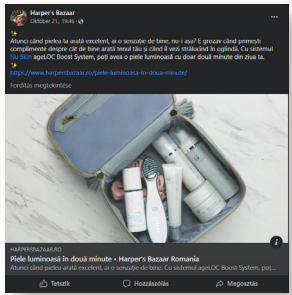 Harper's Bazaar
Oktober 21, 19:46
Atunci când pielea ta arată excelent, ai o senzație de bine, nu-i așa? E grozav când primești
complimente despre cât de bine arată tenul tău și când îl vezi strălucind în oglindă. Cu sistemul
Nu Skin ageLOC Boost System, poți avea o piele luminoasă cu doar două minute din ziua ta.
https://www.harpersbazaar.ro/piele-luminoasa-in-doua-minute/
Fordítás megtekintése
HARPERSBAZAAR.RO
Piele luminoasă în două minute • Harper's Bazaar Romania
Atunci când pielea arată excelent, ai o senzație de bine. Cu sistemul ageLOC Boost System, poț...
Tetszik
Hozzászólás
Megosztás